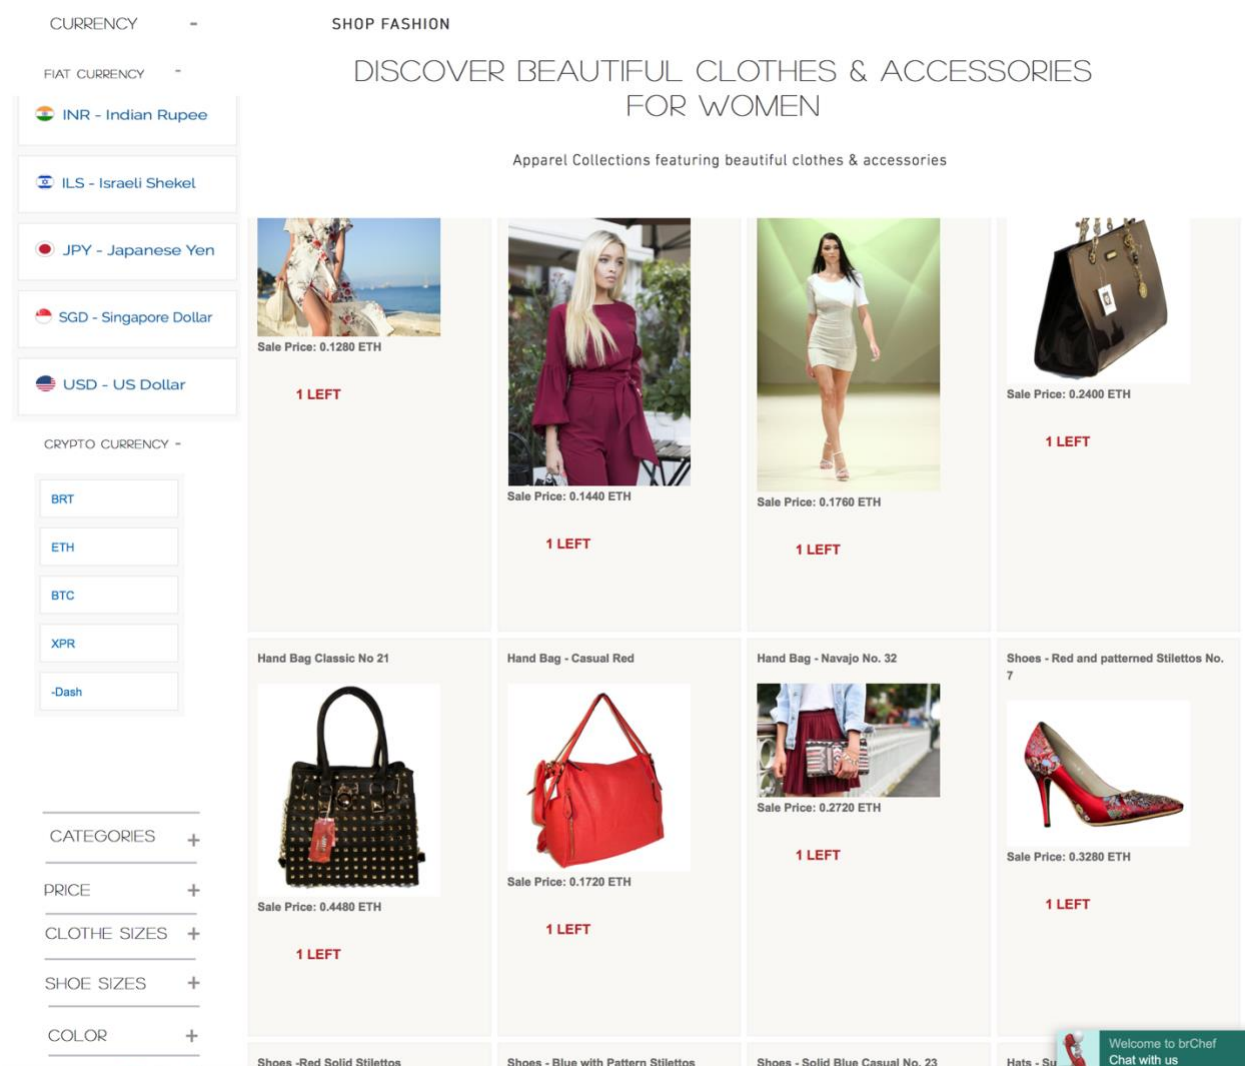 CURRENCY -
FIAT CURRENCY -
INR - Indian Rupee
ILS - Israeli Shekel
JPY - Japanese Yen
SGD - Singapore Dollar
USD - US Dollar
CRYPTO CURRENCY -
BRT
ETH
BTC
XPR
-Dash
CATEGORIES +
PRICE +
CLOTHE SIZES +
SHOE SIZES +
COLOR +
SHOP FASHION
DISCOVER BEAUTIFUL CLOTHES & ACCESSORIES
FOR WOMEN
Apparel Collections featuring beautiful clothes & accessories
Sale Price: 0.1280 ETH
1 LEFT
Sale Price: 0.1440 ETH
1 LEFT
Sale Price: 0.1760 ETH
1 LEFT
Sale Price: 0.2400 ETH
1 LEFT
Hand Bag Classic No 21
Sale Price: 0.4480 ETH
1 LEFT
Hand Bag - Casual Red
Sale Price: 0.1720 ETH
1 LEFT
Hand Bag - Navajo No. 32
Sale Price: 0.2720 ETH
1 LEFT
Shoes - Red and patterned Stilettos No.
7
Sale Price: 0.3280 ETH
1 LEFT
Shoes -Red Solid Stilettos
Shoes - Blue with Pattern Stilettos
Shoes - Solid Blue Casual No. 23
Hats - Su
Welcome to brChef
Chat with us